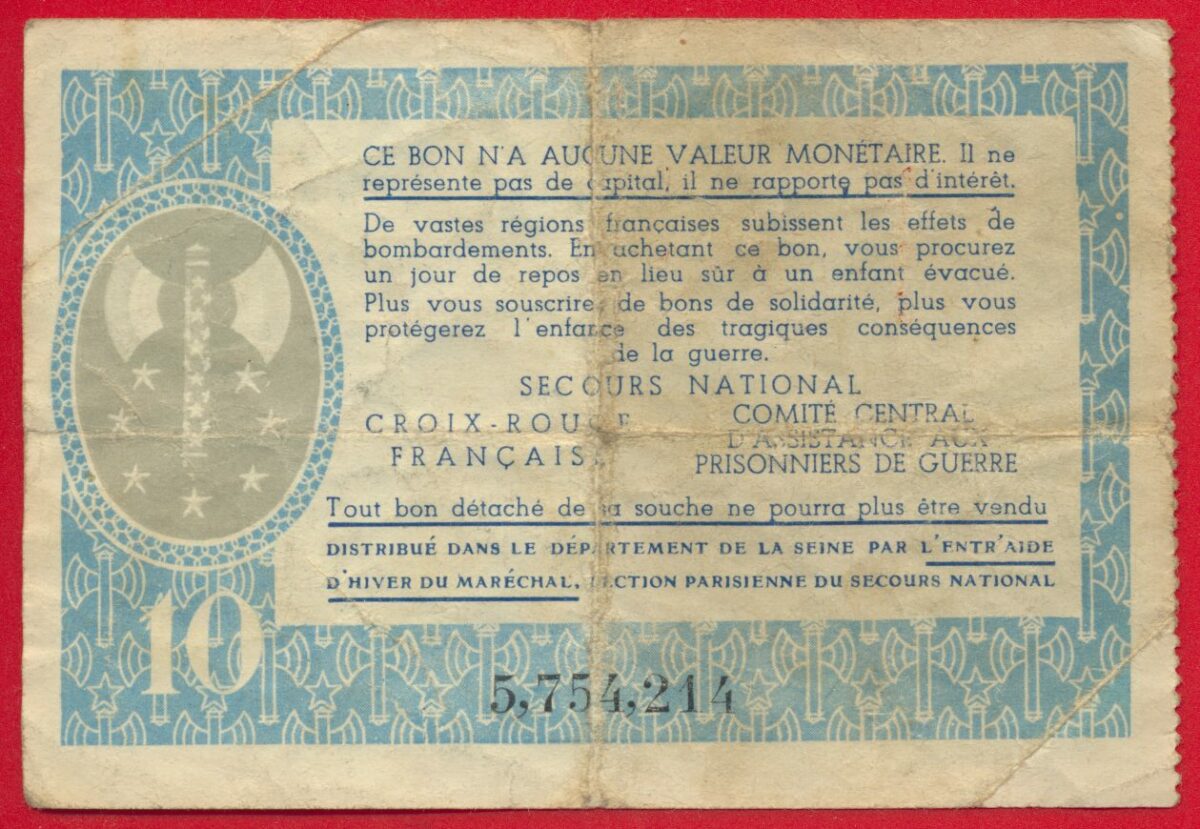 CE BON N'A AUCUNE VALEUR MONÉTAIRE. Il ne
représente pas de capital, il ne rapporte pas d'intérêt.
De vastes régions françaises subissent les effets de
bombardements. En achetant ce bon, vous procurez
un jour de repos en lieu sûr à un enfant évacué.
Plus vous souscrirez de bons de solidarité, plus vous
protégerez l'enfance des tragiques conséquences
de la guerre.
SECOURS NATIONAL
CROIX-ROUGE
FRANÇAISE
COMITÉ CENTRAL
D'ASSISTANCE AUX
PRISONNIERS DE GUERRE
Tout bon détaché de sa souche ne pourra plus être vendu
DISTRIBUÉ DANS LE DÉPARTEMENT DE LA SEINE PAR L'ENTR'AIDE
D'HIVER DU MARÉCHAL, SECTION PARISIENNE DU SECOURS NATIONAL
10
5,754,214